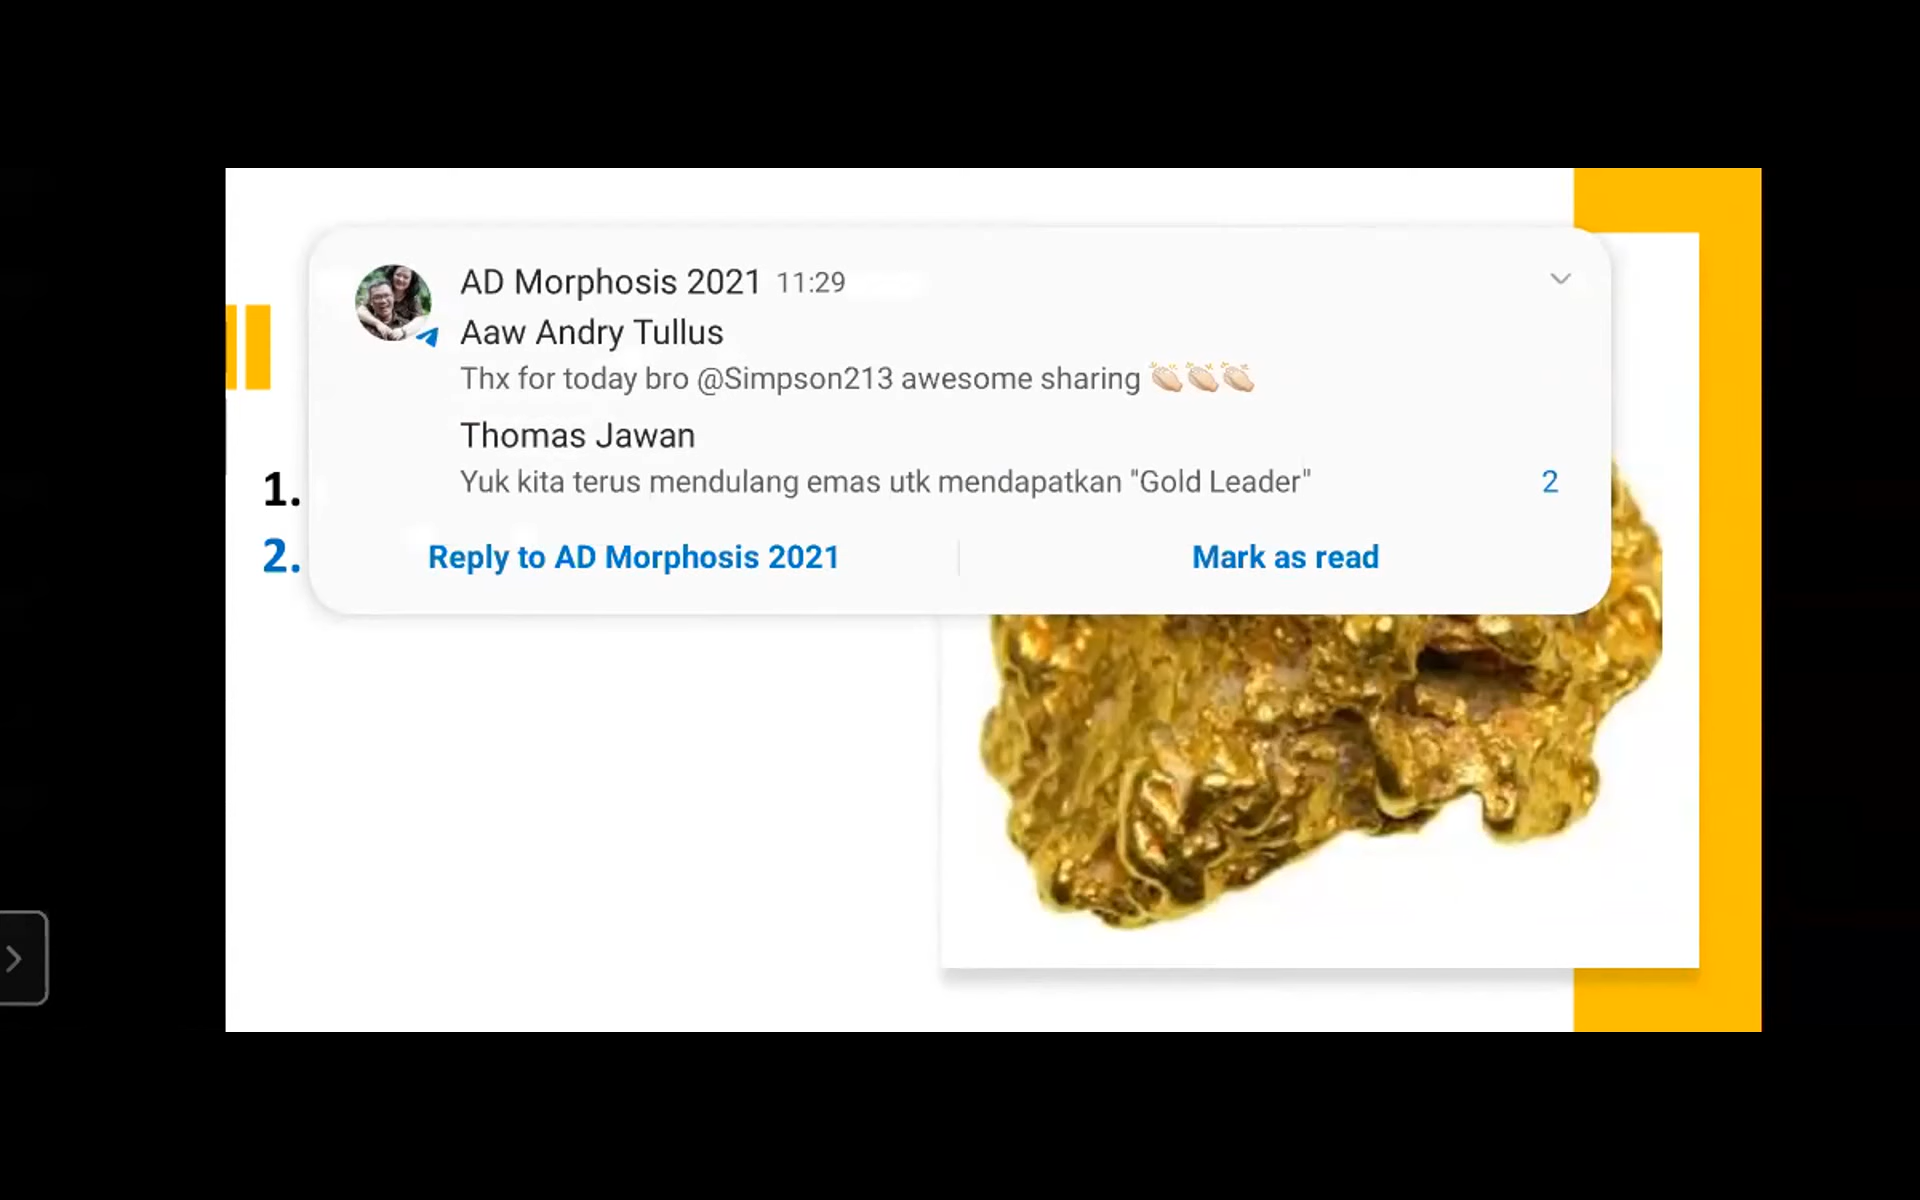 AD Morphosis 2021 11:29
Aaw Andry Tullus
Thx for today bro @Simpson213 awesome sharing 👏🏻👏🏻👏🏻
Thomas Jawan
Yuk kita terus mendulang emas utk mendapatkan "Gold Leader"
2
1.
2.
Reply to AD Morphosis 2021
Mark as read